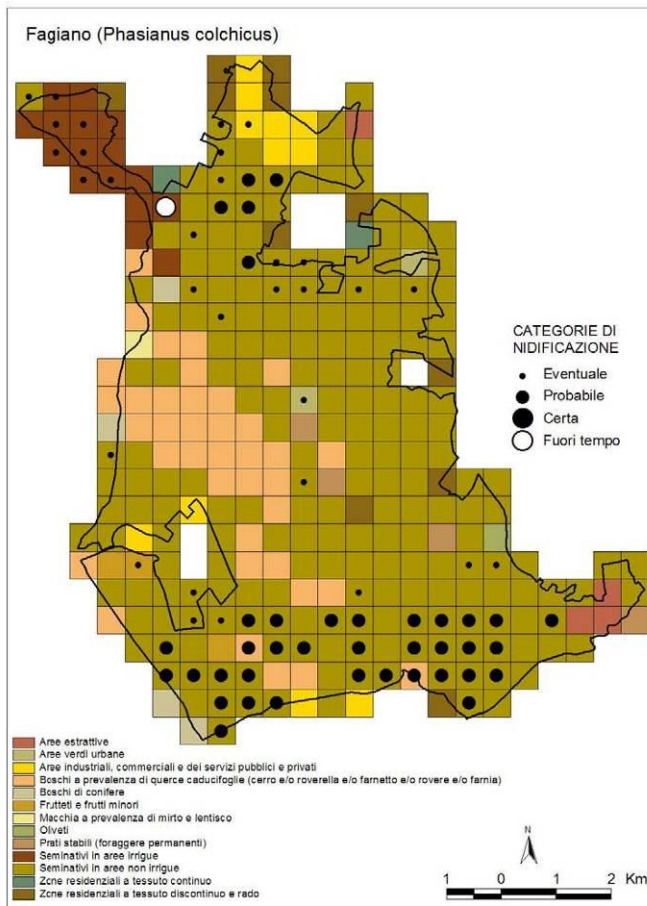 Fagiano (Phasianus colchicus)
CATEGORIE DI
NIDIFICAZIONE
Eventuale
Probabile
Certa
Fuori tempo
Aree estrattive
Aree verdi urbane
Aree industriali, commerciali e dei servizi pubblici e privati
Boschi a prevalenza di querce caducifoglie (cerro e/o roverella e/o farnetto e/o rovere e/o farnia)
Boschi di conifere
Frutteti e frutti minori
Macchia a prevalenza di mirto e lentisco
Oliveti
Prati stabili (foraggere permanenti)
Seminativi in aree irrigue
Seminativi in aree non irrigue
Zone residenziali a tessuto continuo
Zone residenziali a tessuto discontinuo e rado
N
1 0 1 2 Km